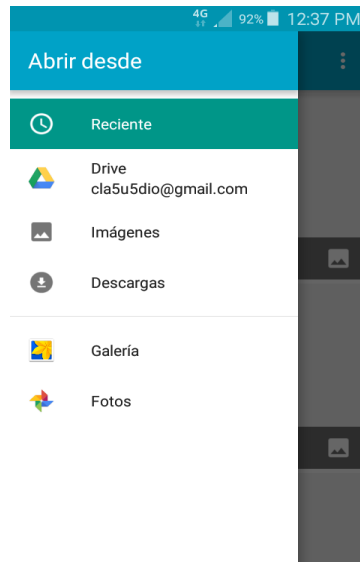 4G 92% 12:37 PM
Abrir desde
Reciente
Drive
cla5u5dio@gmail.com
Imágenes
Descargas
Galería
Fotos